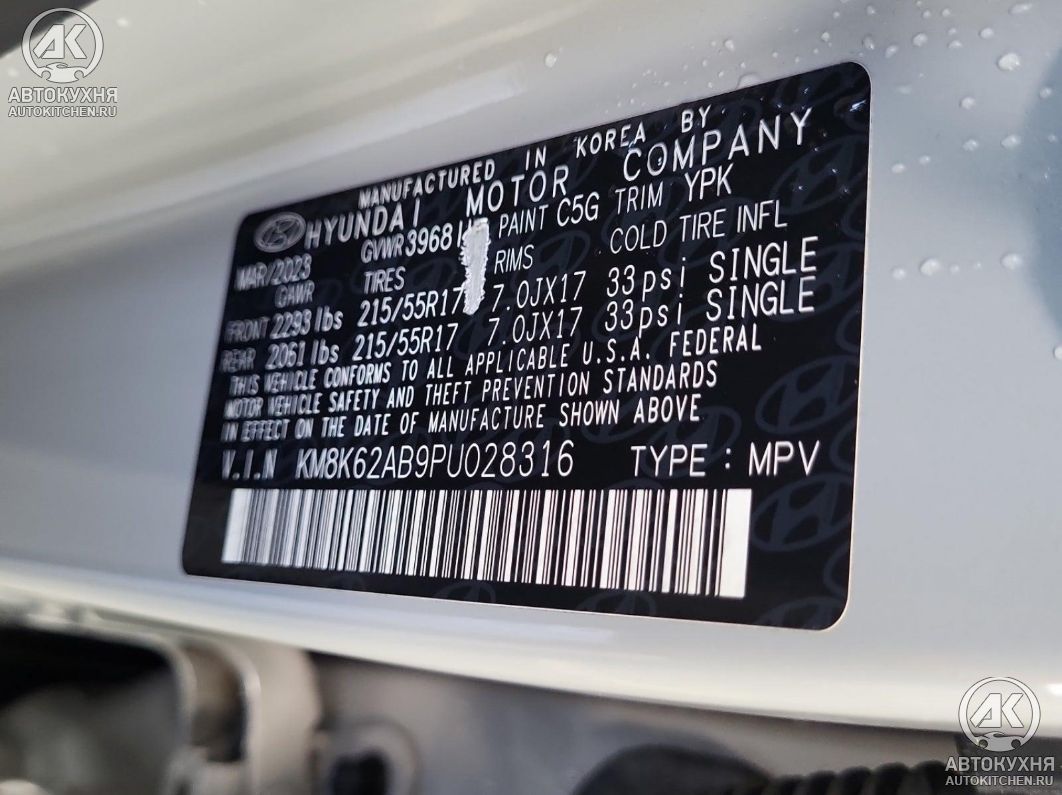 АК
АВТОКУХНЯ
AUTOKITCHEN.RU
MANUFACTURED IN KOREA BY
HYUNDAI MOTOR COMPANY
MAR/2023 GVWR 3968 PAINT C5G TRIM YPK
GAWR TIRES RIMS COLD TIRE INFL
FRONT 2293 lbs 215/55R17 7.0JX17 33psi SINGLE
REAR 2061 lbs 215/55R17 7.0JX17 33psi SINGLE
THIS VEHICLE CONFORMS TO ALL APPLICABLE U.S.A. FEDERAL
MOTOR VEHICLE SAFETY AND THEFT PREVENTION STANDARDS
IN EFFECT ON THE DATE OF MANUFACTURE SHOWN ABOVE
V.I.N KM8K62AB9PU028316 TYPE : MPV
АК
АВТОКУХНЯ
AUTOKITCHEN.RU